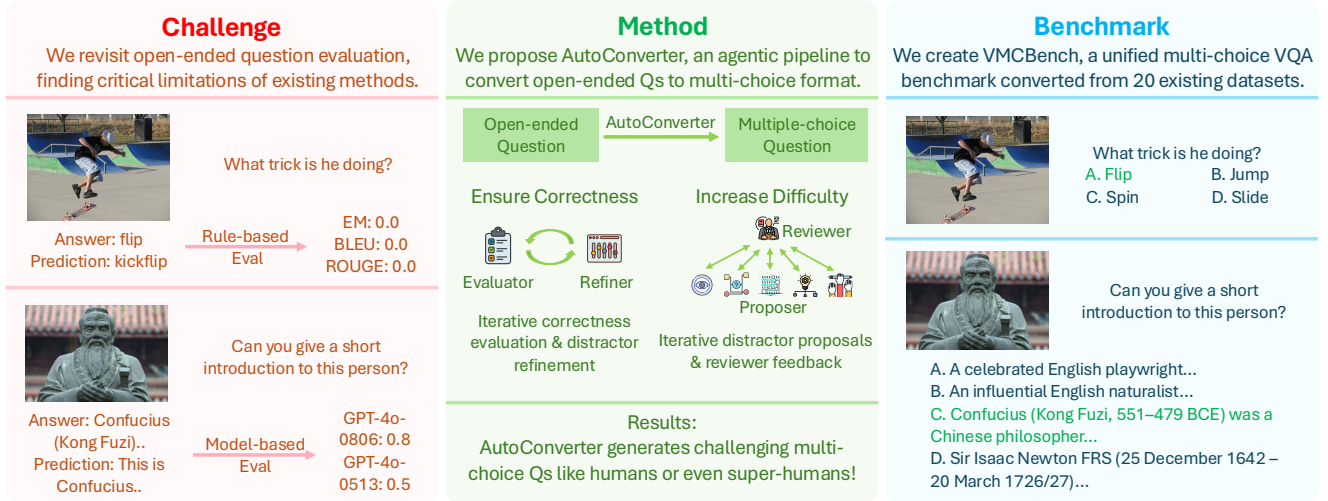 Challenge
We revisit open-ended question evaluation,
finding critical limitations of existing methods.
What trick is he doing?
Answer: flip
Prediction: kickflip
Rule-based
Eval
EM: 0.0
BLEU: 0.0
ROUGE: 0.0
Can you give a short
introduction to this person?
Answer: Confucius
(Kong Fuzi)..
Prediction: This is
Confucius..
Model-based
Eval
GPT-4o-
0806: 0.8
GPT-4o-
0513: 0.5
Method
We propose AutoConverter, an agentic pipeline to
convert open-ended Qs to multi-choice format.
Open-ended
Question
AutoConverter
Multiple-choice
Question
Ensure Correctness
Evaluator
Refiner
Iterative correctness
evaluation & distractor
refinement
Increase Difficulty
Reviewer
Proposer
Iterative distractor proposals
& reviewer feedback
Results:
AutoConverter generates challenging multi-
choice Qs like humans or even super-humans!
Benchmark
We create VMCBench, a unified multi-choice VQA
benchmark converted from 20 existing datasets.
What trick is he doing?
A. Flip
B. Jump
C. Spin
D. Slide
Can you give a short
introduction to this person?
A. A celebrated English playwright...
B. An influential English naturalist...
C. Confucius (Kong Fuzi, 551–479 BCE) was a
Chinese philosopher...
D. Sir Isaac Newton FRS (25 December 1642 –
20 March 1726/27)...